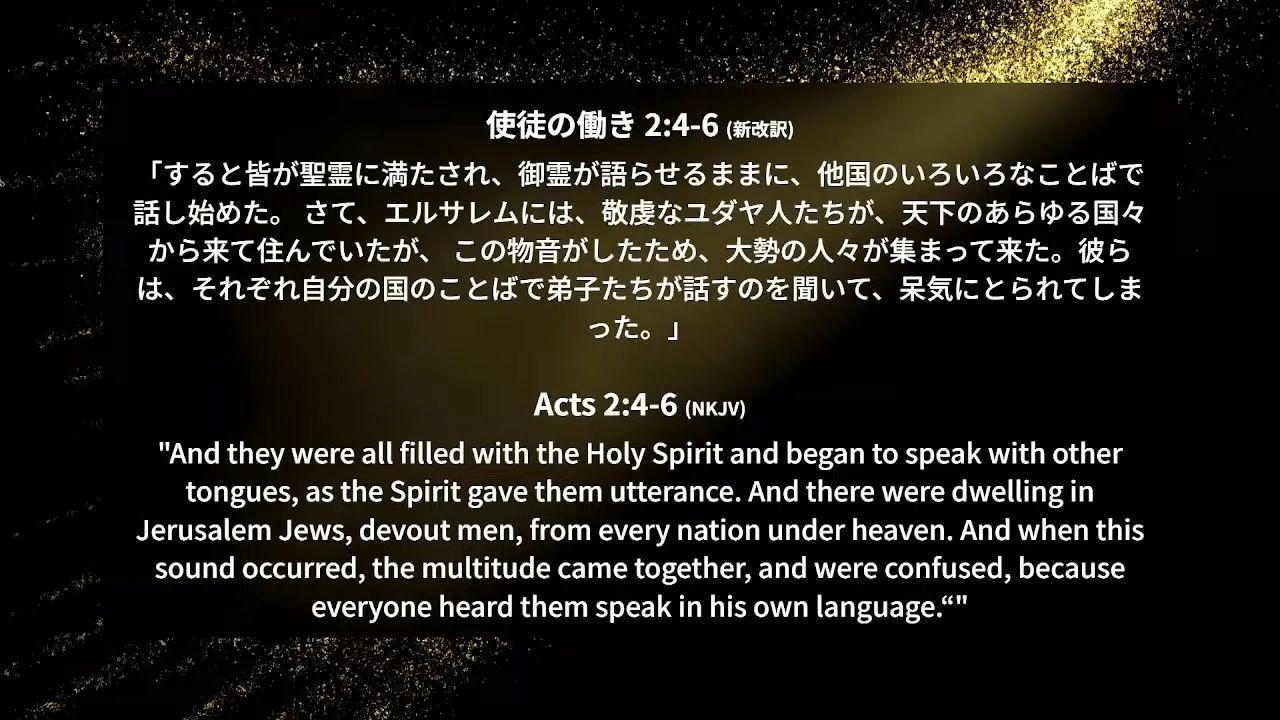 使徒の働き 2:4-6 (新改訳)
「すると皆が聖霊に満たされ、御霊が語らせるままに、他国のいろいろなことばで
話し始めた。 さて、エルサレムには、敬虔なユダヤ人たちが、天下のあらゆる国々
から来て住んでいたが、 この物音がしたため、大勢の人々が集まって来た。彼ら
は、それぞれ自分の国のことばで弟子たちが話すのを聞いて、呆気にとられてしま
った。」
Acts 2:4-6 (NKJV)
"And they were all filled with the Holy Spirit and began to speak with other
tongues, as the Spirit gave them utterance. And there were dwelling in
Jerusalem Jews, devout men, from every nation under heaven. And when this
sound occurred, the multitude came together, and were confused, because
everyone heard them speak in his own language.“"